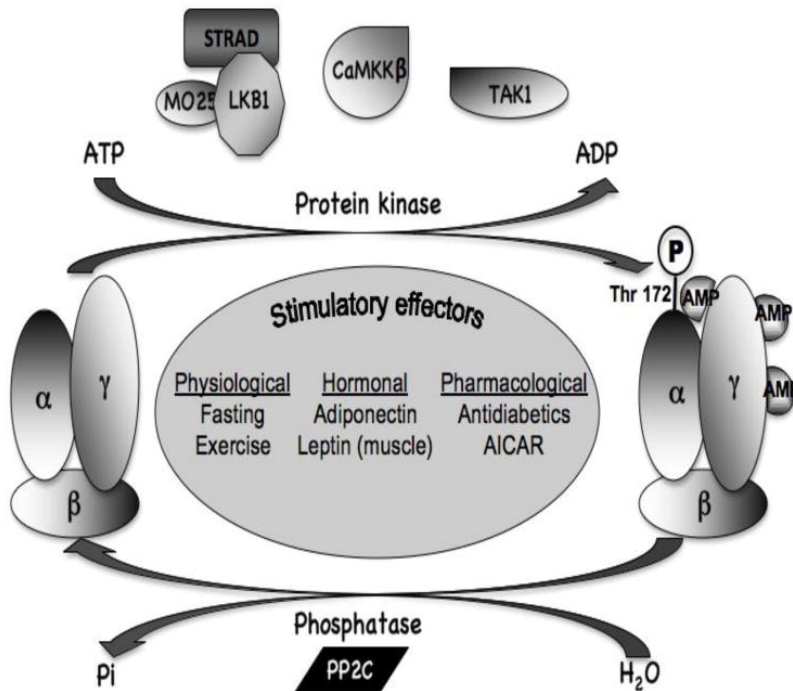 STRAD
MO25 LKB1
CaMKKβ
TAK1
ATP
ADP
Protein kinase
P
Thr 172
AMP
AMP
AM
α
γ
β
Stimulatory effectors
Physiological Hormonal Pharmacological
Fasting Adiponectin Antidiabetics
Exercise Leptin (muscle) AICAR
α
γ
β
Phosphatase
PP2C
Pi
H₂O